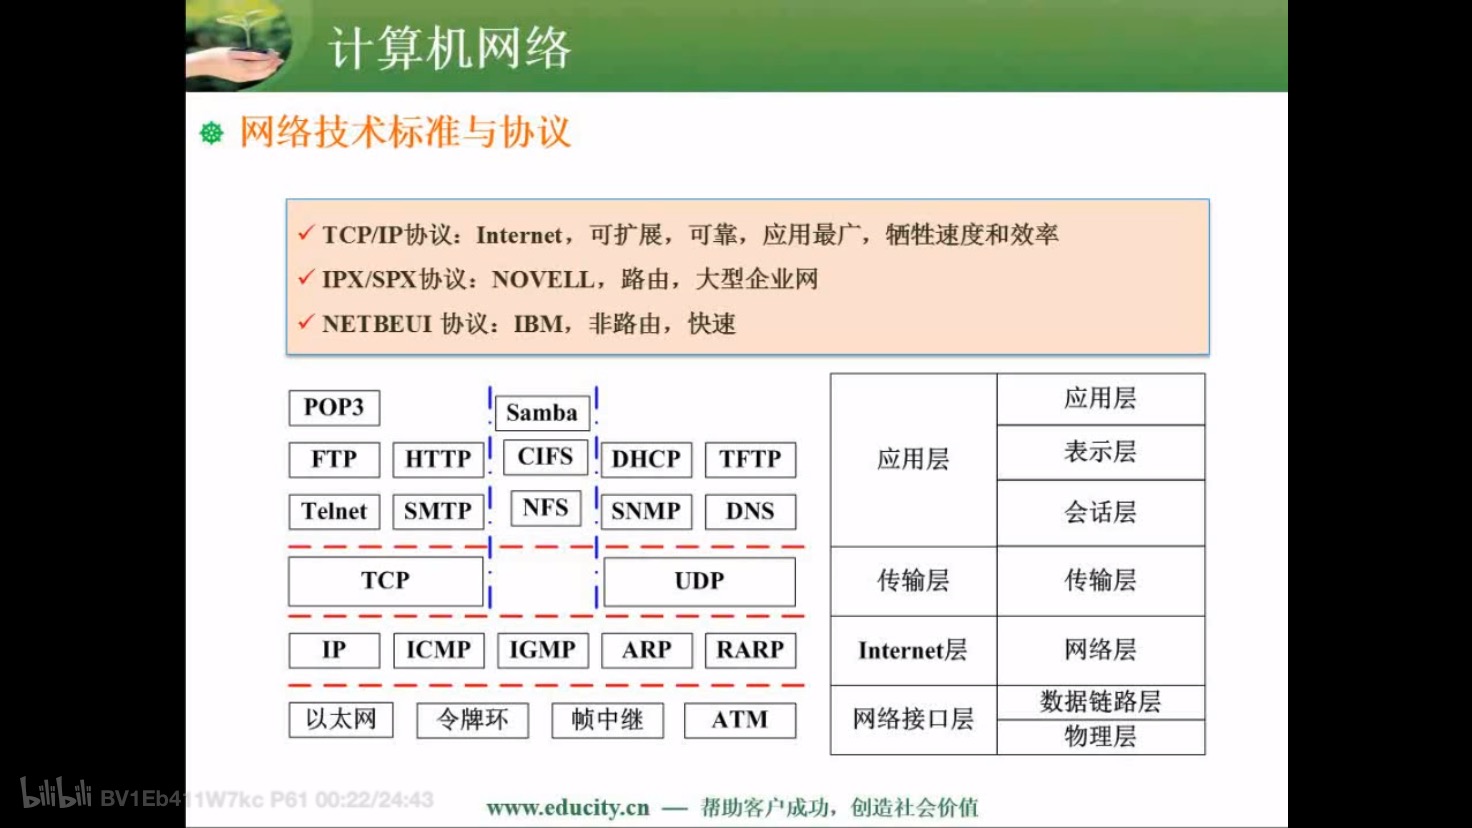 计算机网络
网络技术标准与协议
TCP/IP协议：Internet，可扩展，可靠，应用最广，牺牲速度和效率
IPX/SPX协议：NOVELL，路由，大型企业网
NETBEUI 协议：IBM，非路由，快速
POP3 Samba
FTP HTTP CIFS DHCP TFTP
Telnet SMTP NFS SNMP DNS
TCP UDP
IP ICMP IGMP ARP RARP
以太网 令牌环 帧中继 ATM
应用层 应用层
表示层
会话层
传输层 传输层
Internet层 网络层
网络接口层 数据链路层
物理层
bilibili BV1Eb411W7kc P61 00:22/24:43
www.educity.cn — 帮助客户成功，创造社会价值